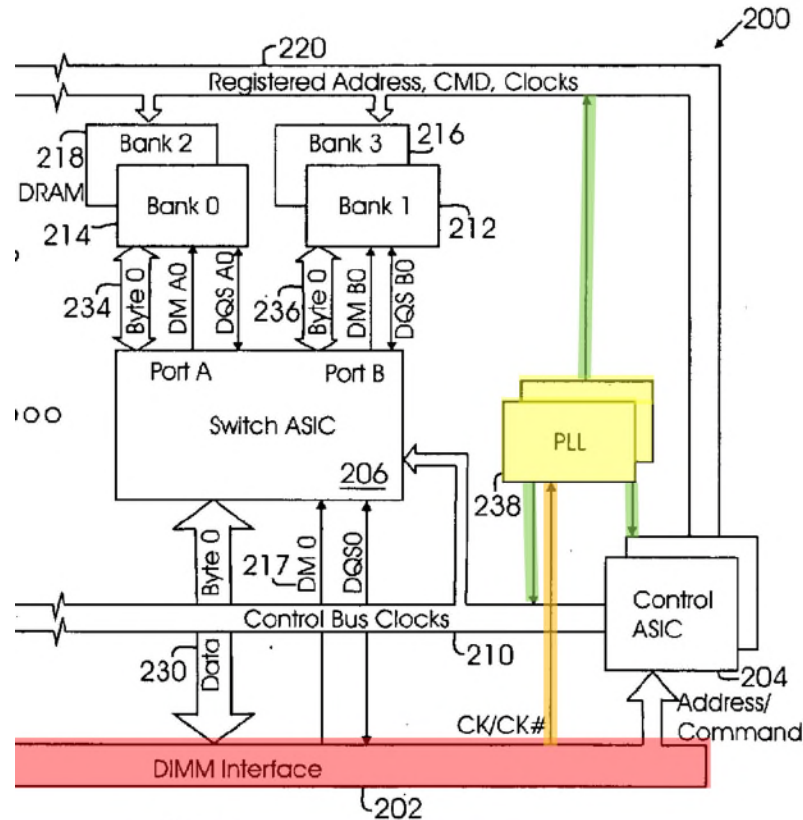 200
220
Registered Address, CMD, Clocks
Bank 2
Bank 3
216
218
DRAM
Bank 0
Bank 1
214
212
234
Byte 0
DM A0
DQS A0
236
Byte 0
DM B0
DQS B0
Port A
Port B
Switch ASIC
206
PLL
238
Byte 0
217
DM 0
DQS0
Control ASIC
Control Bus Clocks
230
Data
210
204
Address/
Command
CK/CK#
DIMM Interface
202